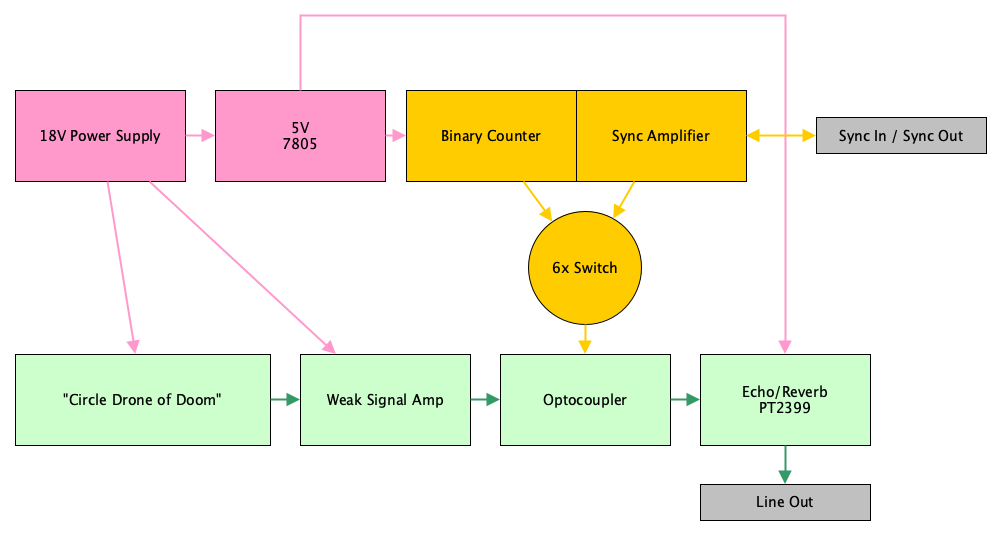 18V Power Supply
5V
7805
Binary Counter
Sync Amplifier
Sync In / Sync Out
6x Switch
"Circle Drone of Doom"
Weak Signal Amp
Optocoupler
Echo/Reverb
PT2399
Line Out